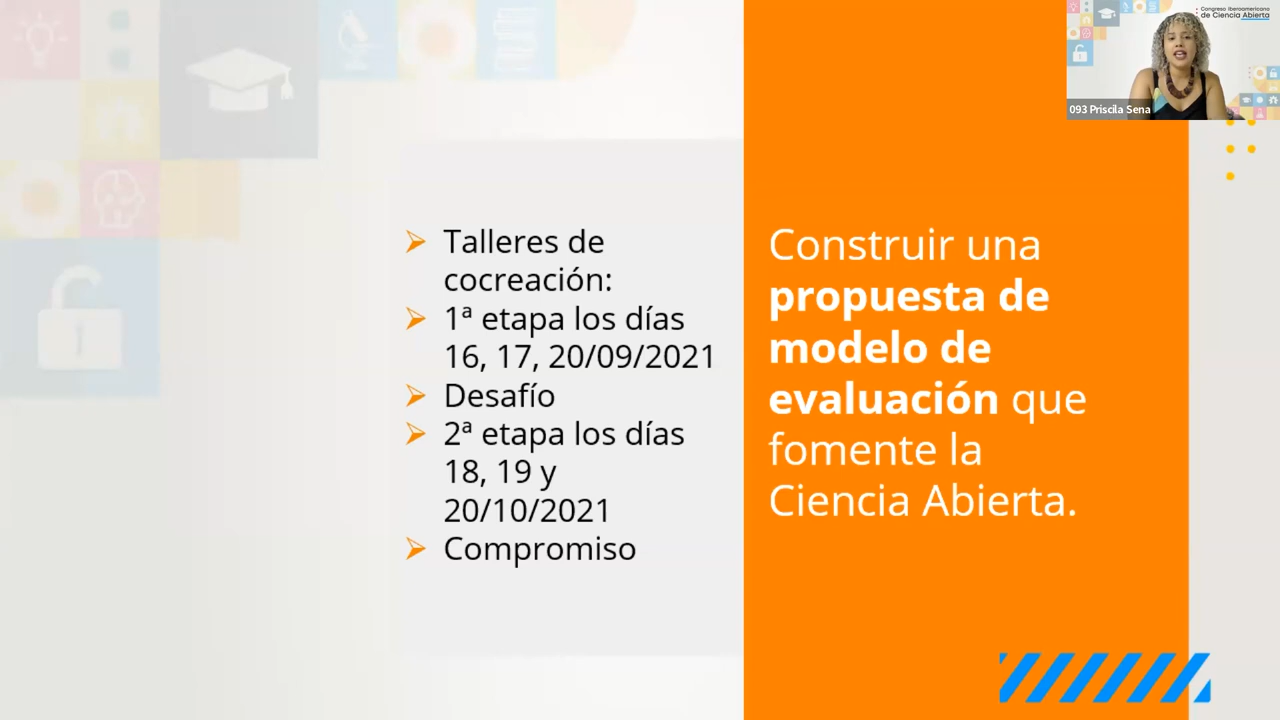 Talleres de
cocreación:
1ª etapa los días
16, 17, 20/09/2021
Desafío
2ª etapa los días
18, 19 y
20/10/2021
Compromiso
Construir una
propuesta de
modelo de
evaluación que
fomente la
Ciencia Abierta.
Congreso Iberoamericano
de Ciencia Abierta
093 Priscila Sena